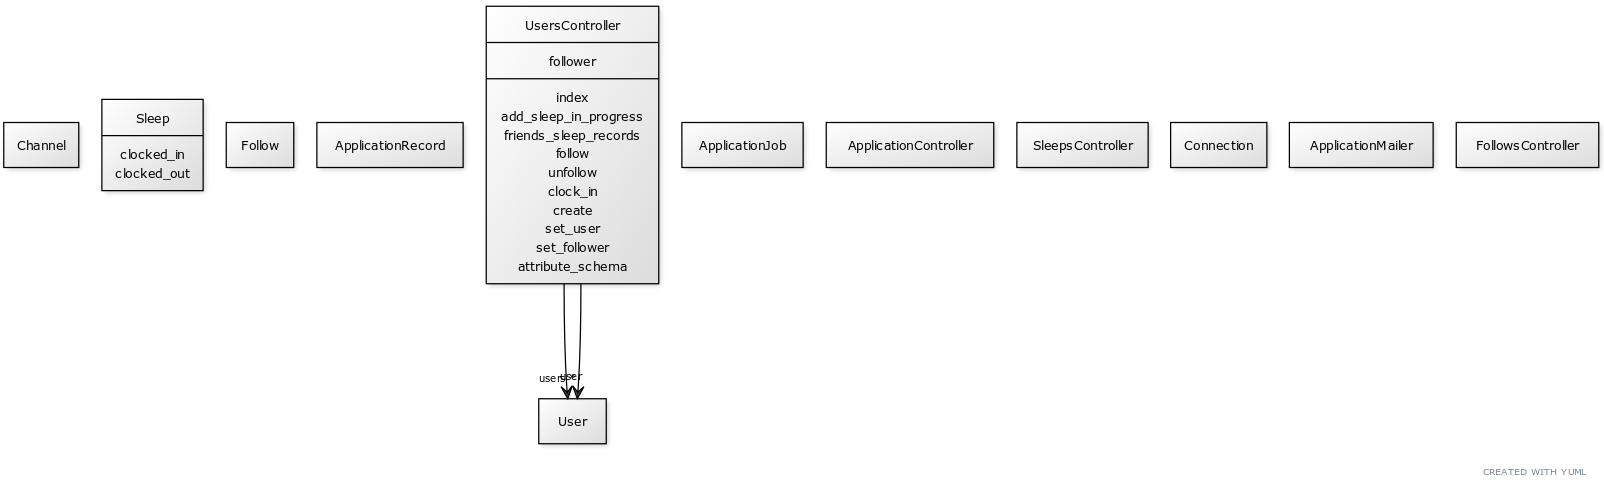 Channel
Sleep
clocked_in
clocked_out
Follow
ApplicationRecord
UsersController
follower
index
add_sleep_in_progress
friends_sleep_records
follow
unfollow
clock_in
create
set_user
set_follower
attribute_schema
ApplicationJob
ApplicationController
SleepsController
Connection
ApplicationMailer
FollowsController
users*
user
User
CREATED WITH YUML